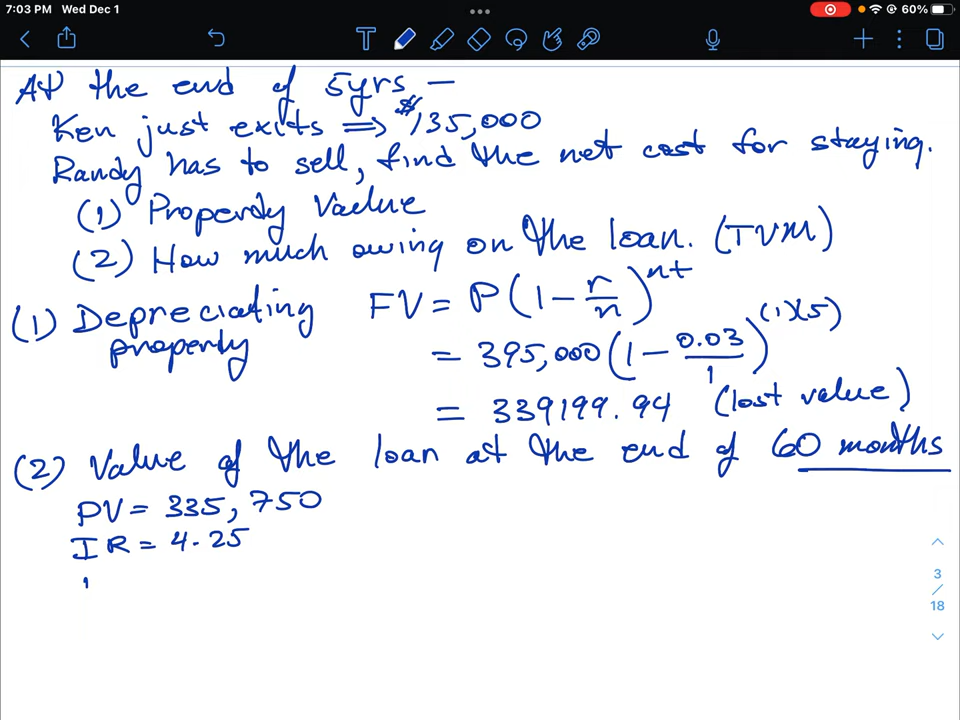 7:03 PM Wed Dec 1
60%
At the end of 5yrs —
Ken just exits ⇒ $135,000
Randy has to sell, find the net cost for staying.
(1) Property Value
(2) How much owing on the loan. (TVM)
(1) Depreciating property FV = P(1 - r/n)^nt
= 395,000(1 - 0.03/1)^(1)(5)
= 339199.94 (lost value)
(2) Value of the loan at the end of 60 months
PV = 335,750
IR = 4.25
3
/
18